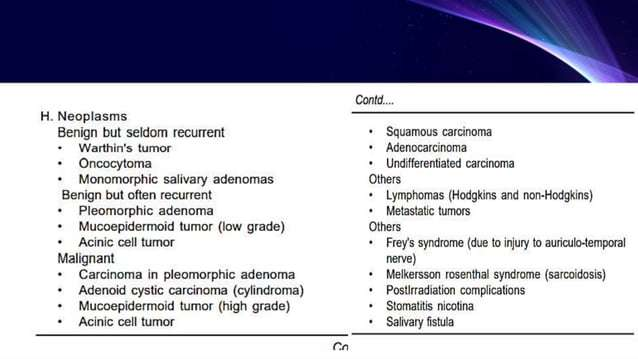 H. Neoplasms
Benign but seldom recurrent
• Warthin's tumor
• Oncocytoma
• Monomorphic salivary adenomas
Benign but often recurrent
• Pleomorphic adenoma
• Mucoepidermoid tumor (low grade)
• Acinic cell tumor
Malignant
• Carcinoma in pleomorphic adenoma
• Adenoid cystic carcinoma (cylindroma)
• Mucoepidermoid tumor (high grade)
• Acinic cell tumor
Contd....
• Squamous carcinoma
• Adenocarcinoma
• Undifferentiated carcinoma
Others
• Lymphomas (Hodgkins and non-Hodgkins)
• Metastatic tumors
Others
• Frey's syndrome (due to injury to auriculo-temporal
nerve)
• Melkersson rosenthal syndrome (sarcoidosis)
• PostIrradiation complications
• Stomatitis nicotina
• Salivary fistula